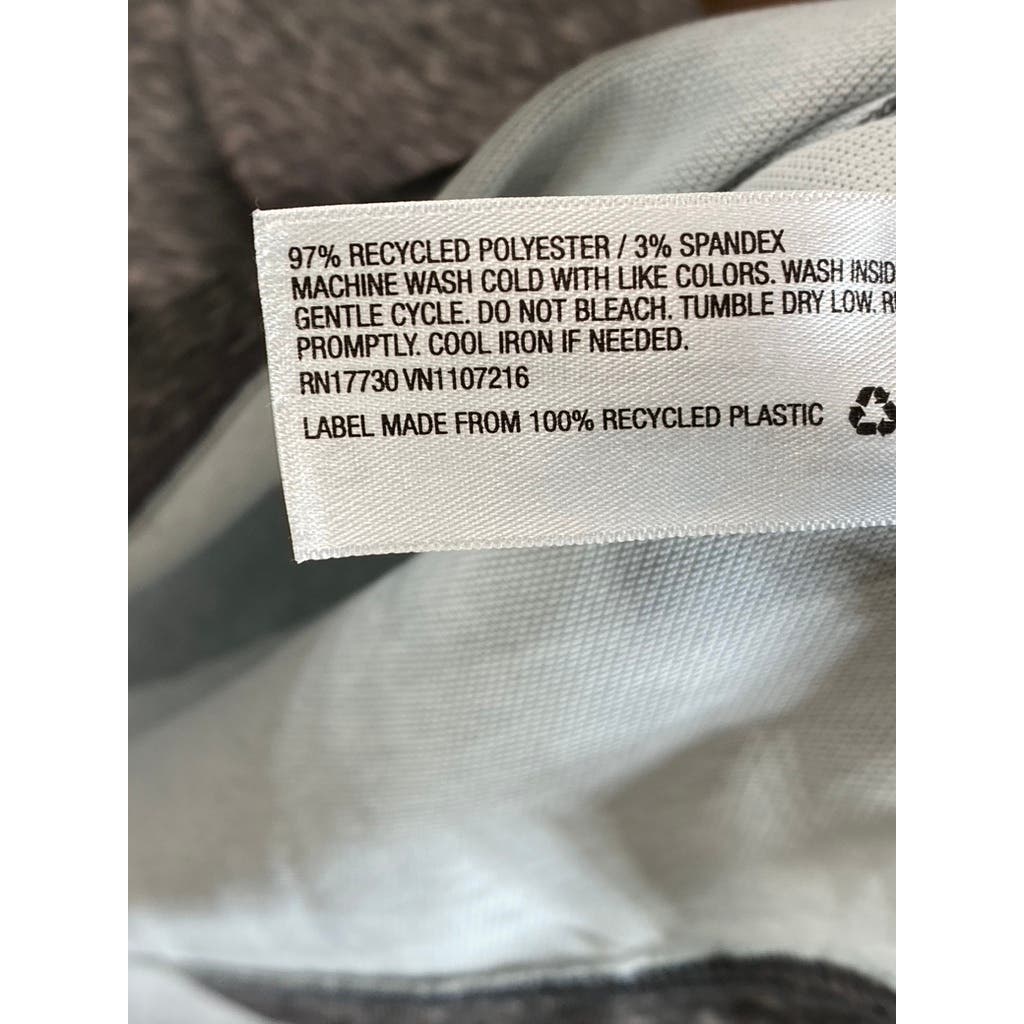 97% RECYCLED POLYESTER / 3% SPANDEX
MACHINE WASH COLD WITH LIKE COLORS. WASH INSID
GENTLE CYCLE. DO NOT BLEACH. TUMBLE DRY LOW. R
PROMPTLY. COOL IRON IF NEEDED.
RN17730 VN1107216
LABEL MADE FROM 100% RECYCLED PLASTIC